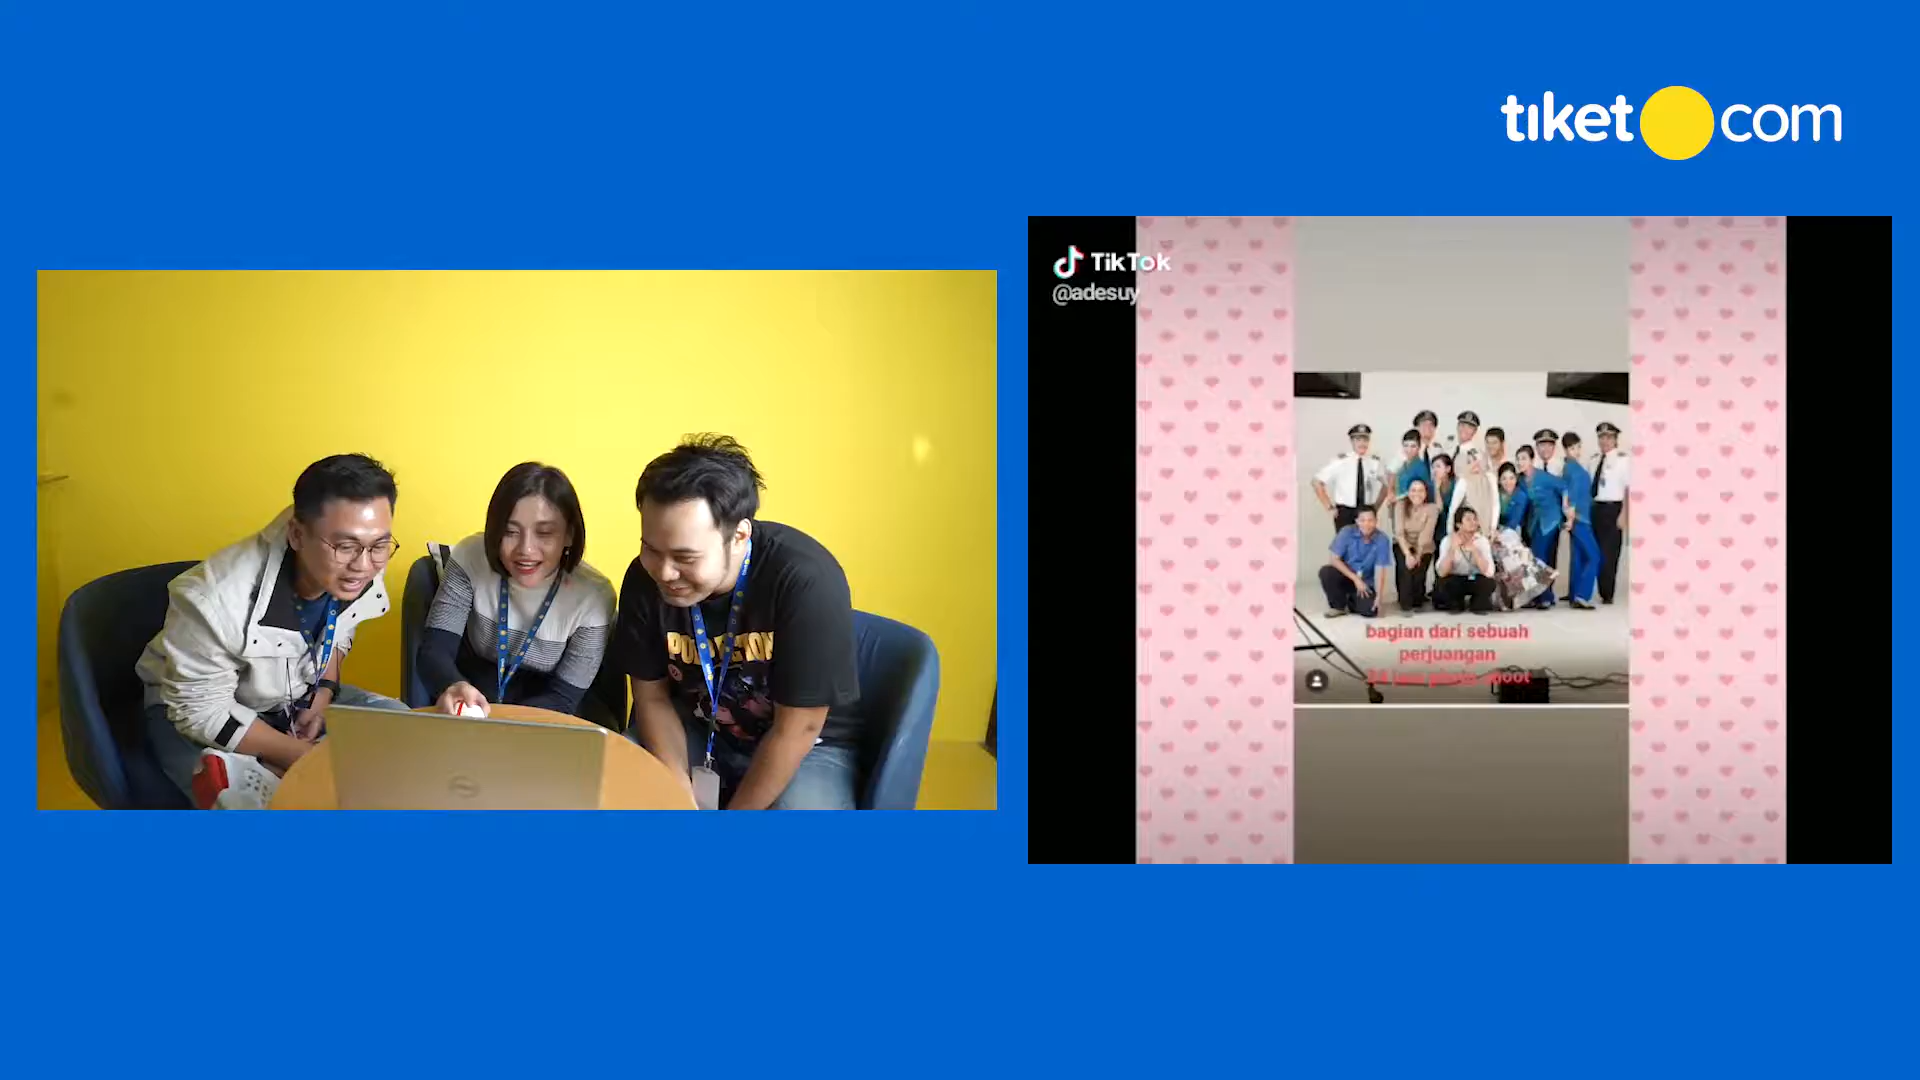 tiket com
TikTok
@adesuy
bagian dari sebuah
perjuangan